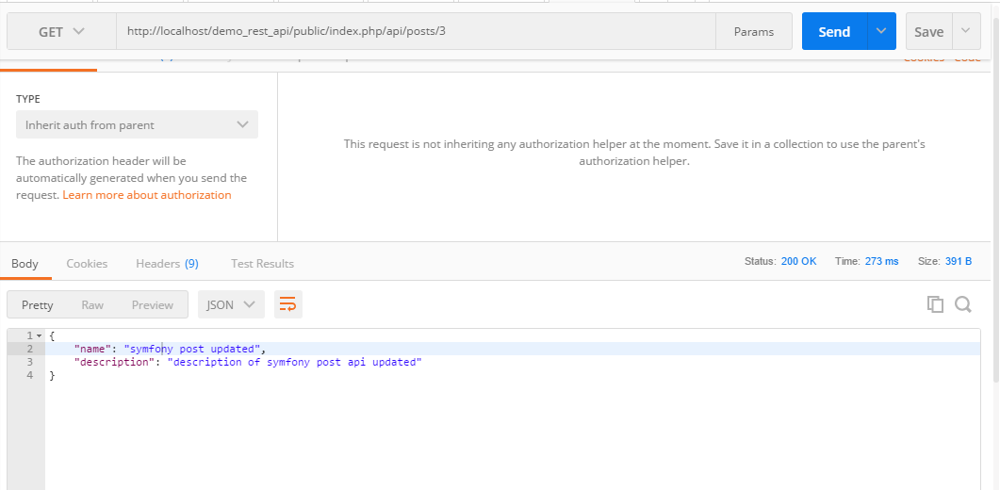 GET
http://localhost/demo_rest_api/public/index.php/api/posts/3
Params
Send
Save
TYPE
Inherit auth from parent
The authorization header will be
automatically generated when you send the
request. Learn more about authorization
This request is not inheriting any authorization helper at the moment. Save it in a collection to use the parent's
authorization helper.
Body
Cookies
Headers (9)
Test Results
Status: 200 OK
Time: 273 ms
Size: 391 B
Pretty
Raw
Preview
JSON
1 {
2 "name": "symfony post updated",
3 "description": "description of symfony post api updated"
4 }